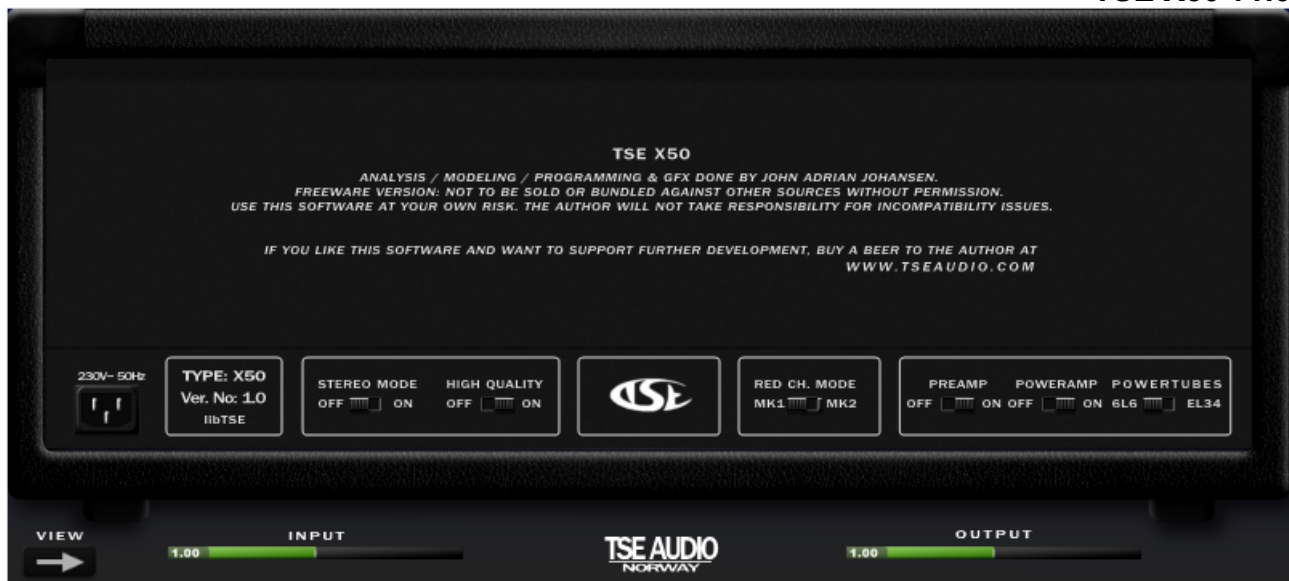 TSE X50
ANALYSIS / MODELING / PROGRAMMING & GFX DONE BY JOHN ADRIAN JOHANSEN.
FREEWARE VERSION: NOT TO BE SOLD OR BUNDLED AGAINST OTHER SOURCES WITHOUT PERMISSION.
USE THIS SOFTWARE AT YOUR OWN RISK. THE AUTHOR WILL NOT TAKE RESPONSIBILITY FOR INCOMPATIBILITY ISSUES.
IF YOU LIKE THIS SOFTWARE AND WANT TO SUPPORT FURTHER DEVELOPMENT, BUY A BEER TO THE AUTHOR AT
WWW.TSEAUDIO.COM
230V~ 50Hz
TYPE: X50
Ver. No: 1.0
libTSE
STEREO MODE
OFF ON
HIGH QUALITY
OFF ON
TSE
RED CH. MODE
MK1 MK2
PREAMP
OFF ON
POWERAMP
OFF ON
POWERTUBES
6L6 EL34
VIEW
INPUT
1.00
TSE AUDIO
NORWAY
OUTPUT
1.00